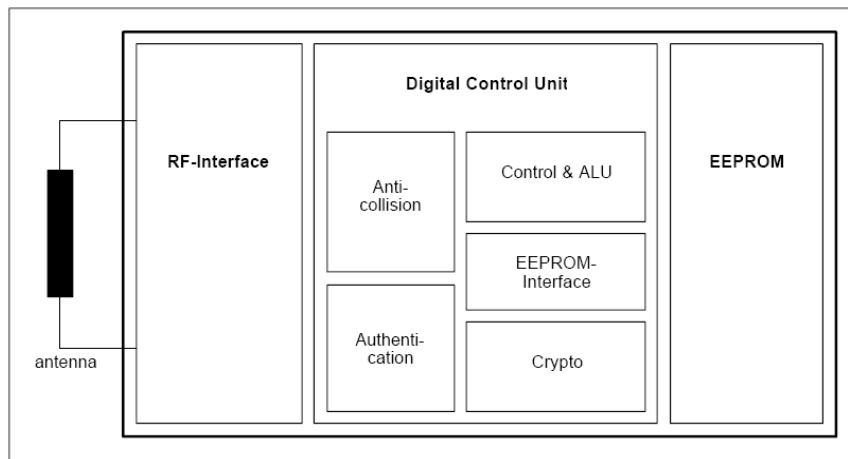 Digital Control Unit
RF-Interface
EEPROM
Anti-
collision
Control & ALU
EEPROM-
Interface
Authenti-
cation
Crypto
antenna